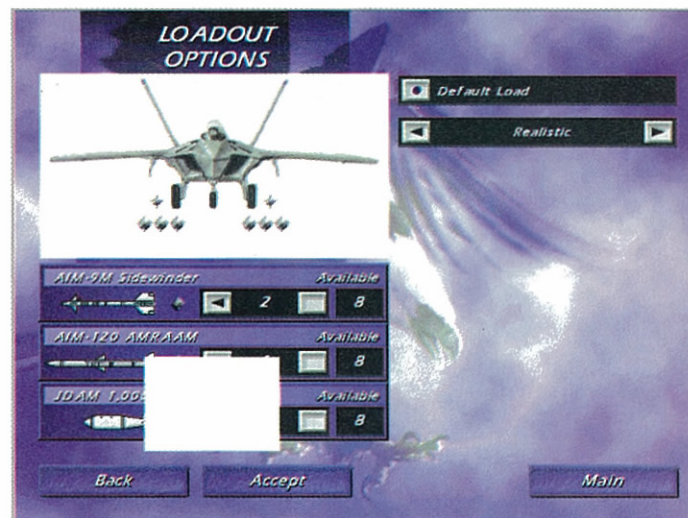 LOADOUT
OPTIONS
Default Load
Realistic
AIM-9M Sidewinder Available
2 8
AIM-120 AMRAAM Available
8
JDAM Available
8
Back Accept Main